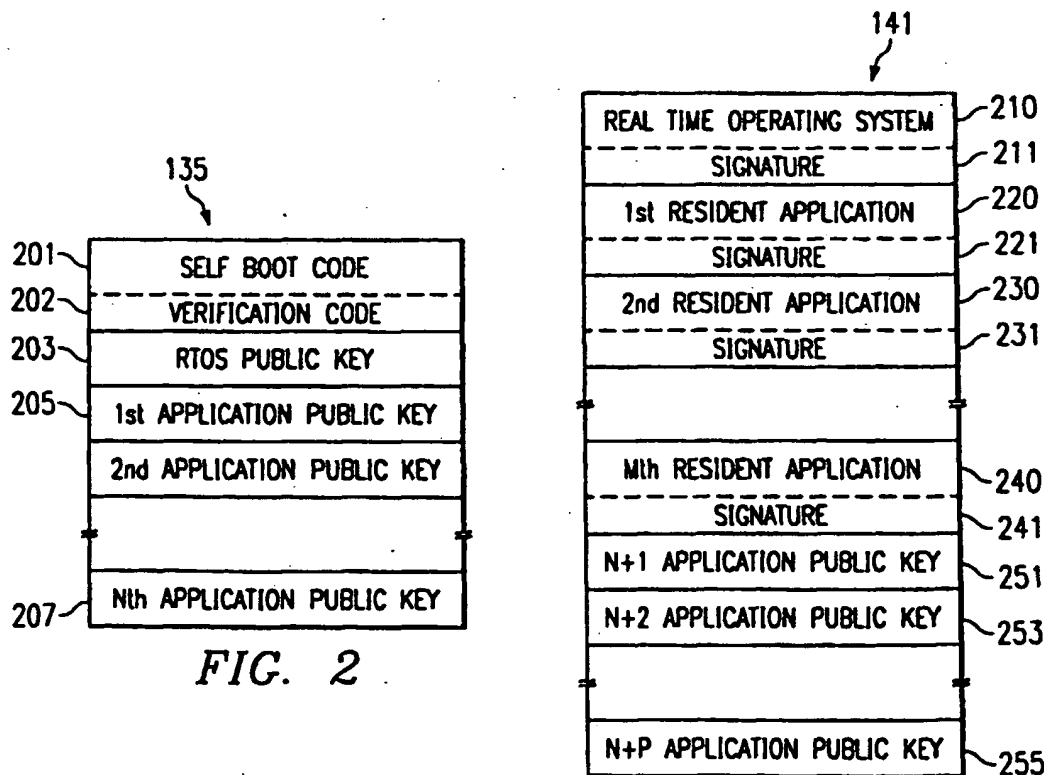 135
201
SELF BOOT CODE
202
VERIFICATION CODE
203
RTOS PUBLIC KEY
205
1st APPLICATION PUBLIC KEY
2nd APPLICATION PUBLIC KEY
207
Nth APPLICATION PUBLIC KEY
FIG. 2
141
REAL TIME OPERATING SYSTEM
210
SIGNATURE
211
1st RESIDENT APPLICATION
220
SIGNATURE
221
2nd RESIDENT APPLICATION
230
SIGNATURE
231
Mth RESIDENT APPLICATION
240
SIGNATURE
241
N+1 APPLICATION PUBLIC KEY
251
N+2 APPLICATION PUBLIC KEY
253
N+P APPLICATION PUBLIC KEY
255